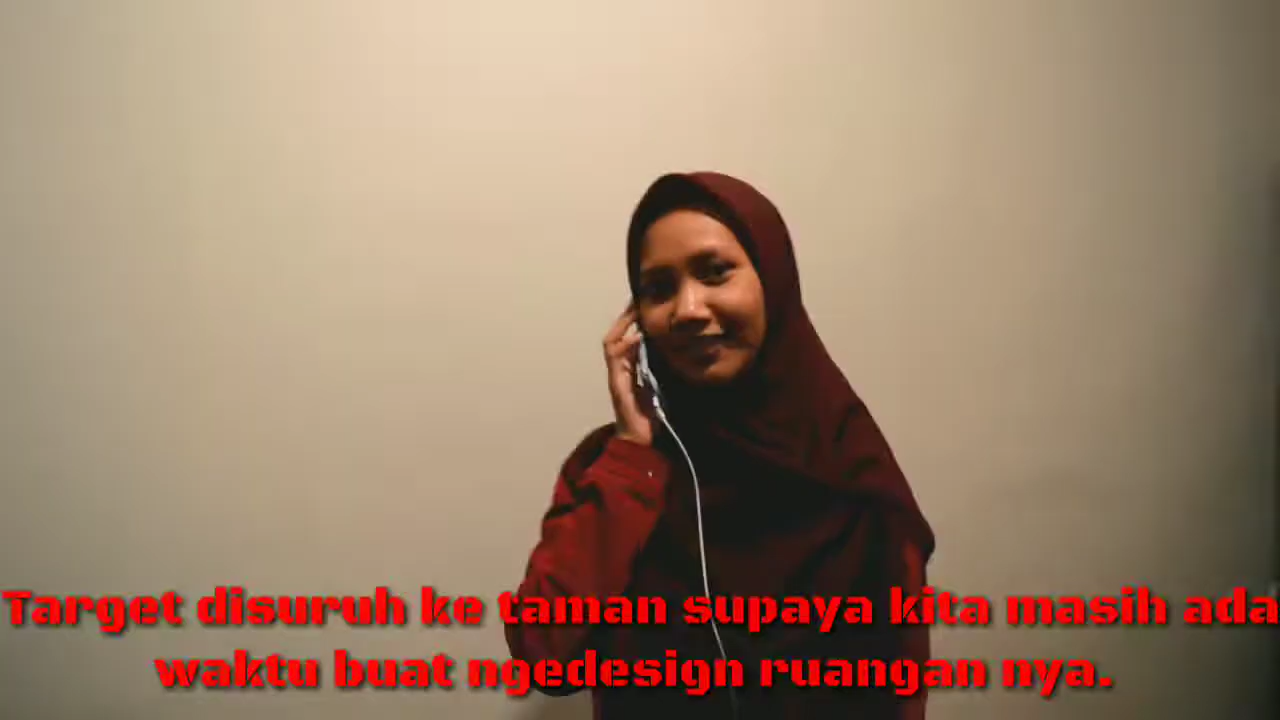 Target disuruh ke taman supaya kita masih ada
waktu buat ngedesign ruangan nya.